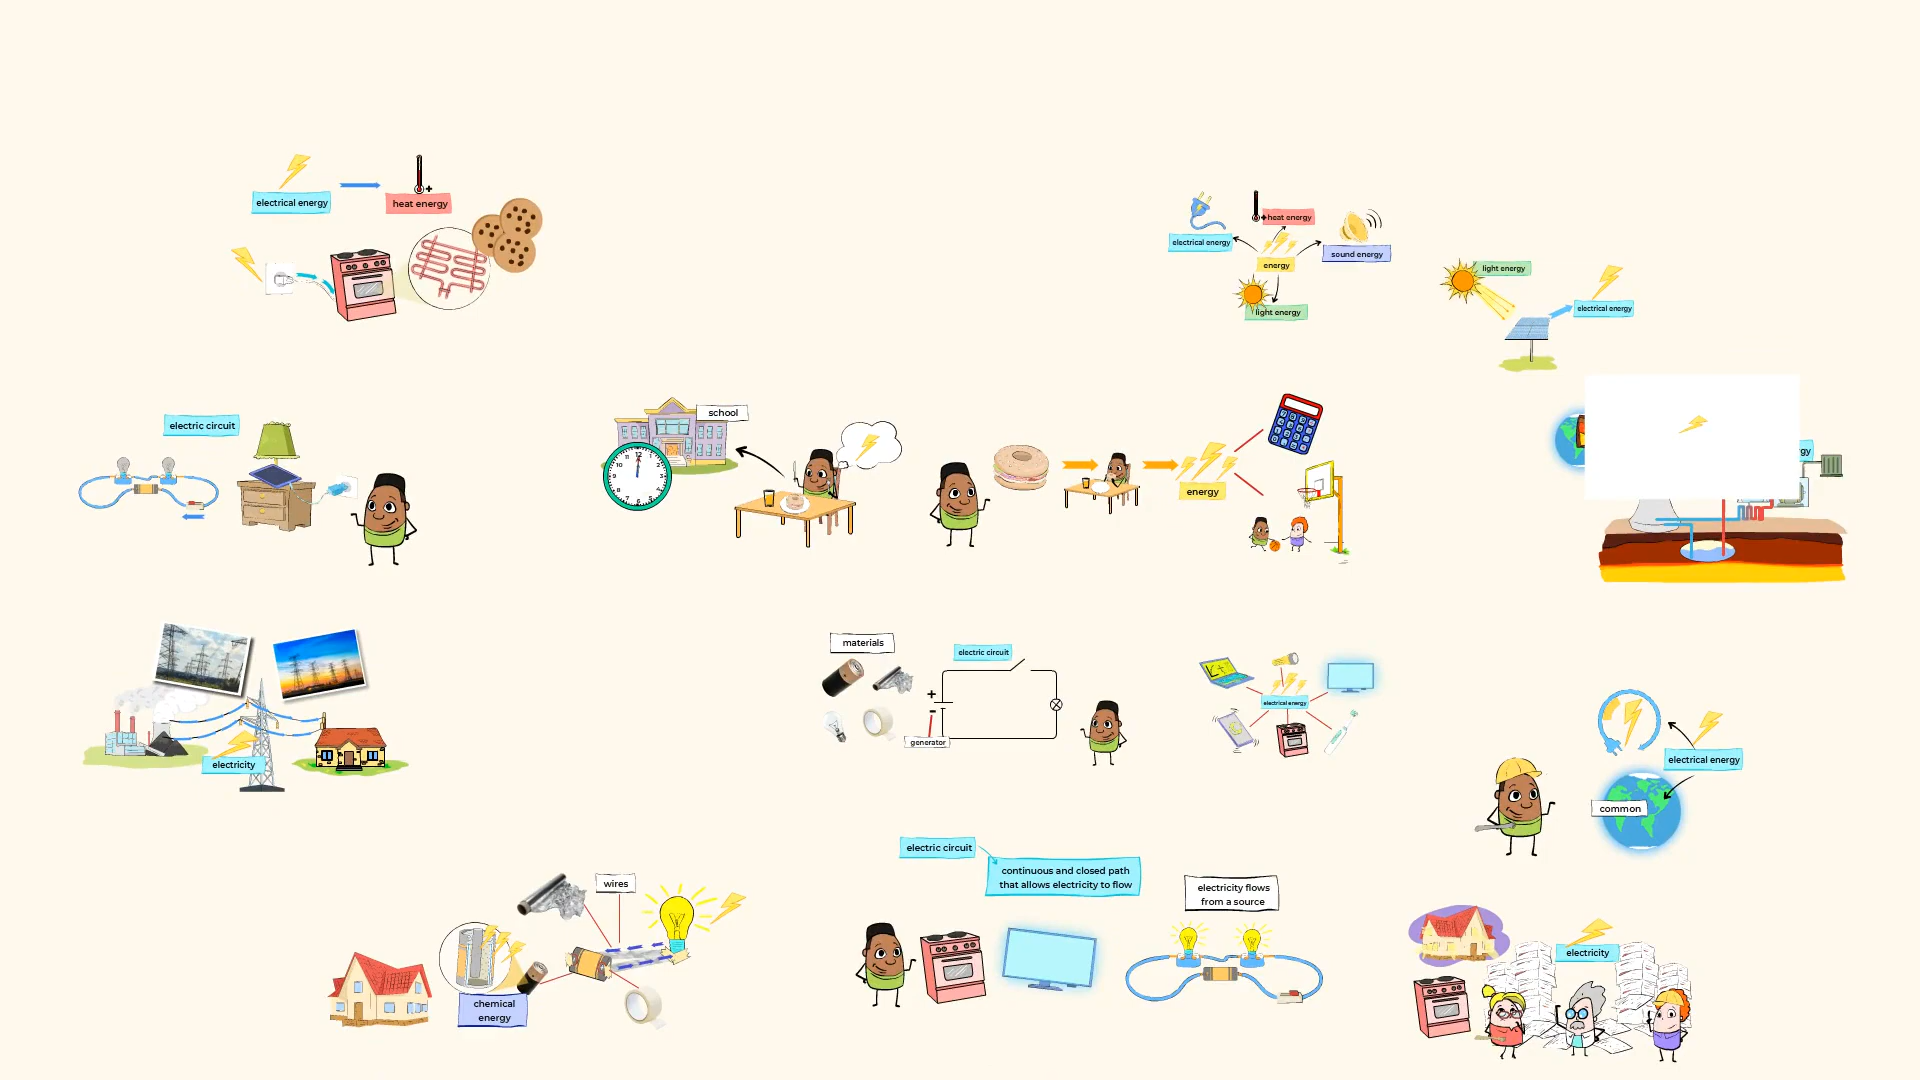 electrical energy
heat energy
electrical energy
heat energy
energy
sound energy
light energy
light energy
electrical energy
electric circuit
school
energy
gy
materials
electric circuit
generator
electrical energy
electricity
electrical energy
common
electric circuit
continuous and closed path
that allows electricity to flow
wires
electricity flows
from a source
chemical
energy
electricity